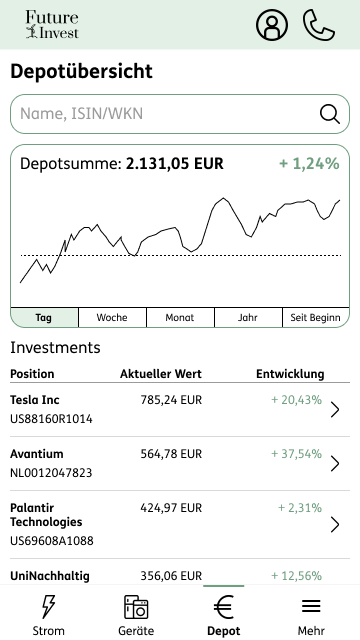 Future
Invest
Depotübersicht
Name, ISIN/WKN
Depotsumme: 2.131,05 EUR + 1,24%
Tag Woche Monat Jahr Seit Beginn
Investments
Position Aktueller Wert Entwicklung
Tesla Inc 785,24 EUR + 20,43%
US88160R1014
Avantium 564,78 EUR + 37,54%
NL0012047823
Palantir 424,97 EUR + 2,31%
Technologies
US69608A1088
UniNachhaltig 356,06 EUR + 12,56%
Strom Geräte Depot Mehr